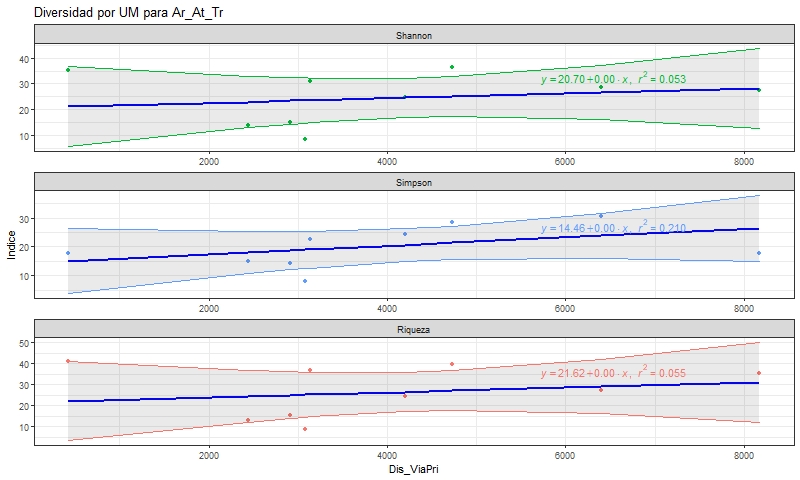 Diversidad por UM para Ar_At_Tr
Shannon
y = 20.70+0.00 · x, r² = 0.053
40
30
20
10
2000 4000 6000 8000
Simpson
y = 14.46+0.00 · x, r² = 0.210
30
20
10
2000 4000 6000 8000
Indice
Riqueza
y = 21.62+0.00 · x, r² = 0.055
50
40
30
20
10
2000 4000 6000 8000
Dis_ViaPri